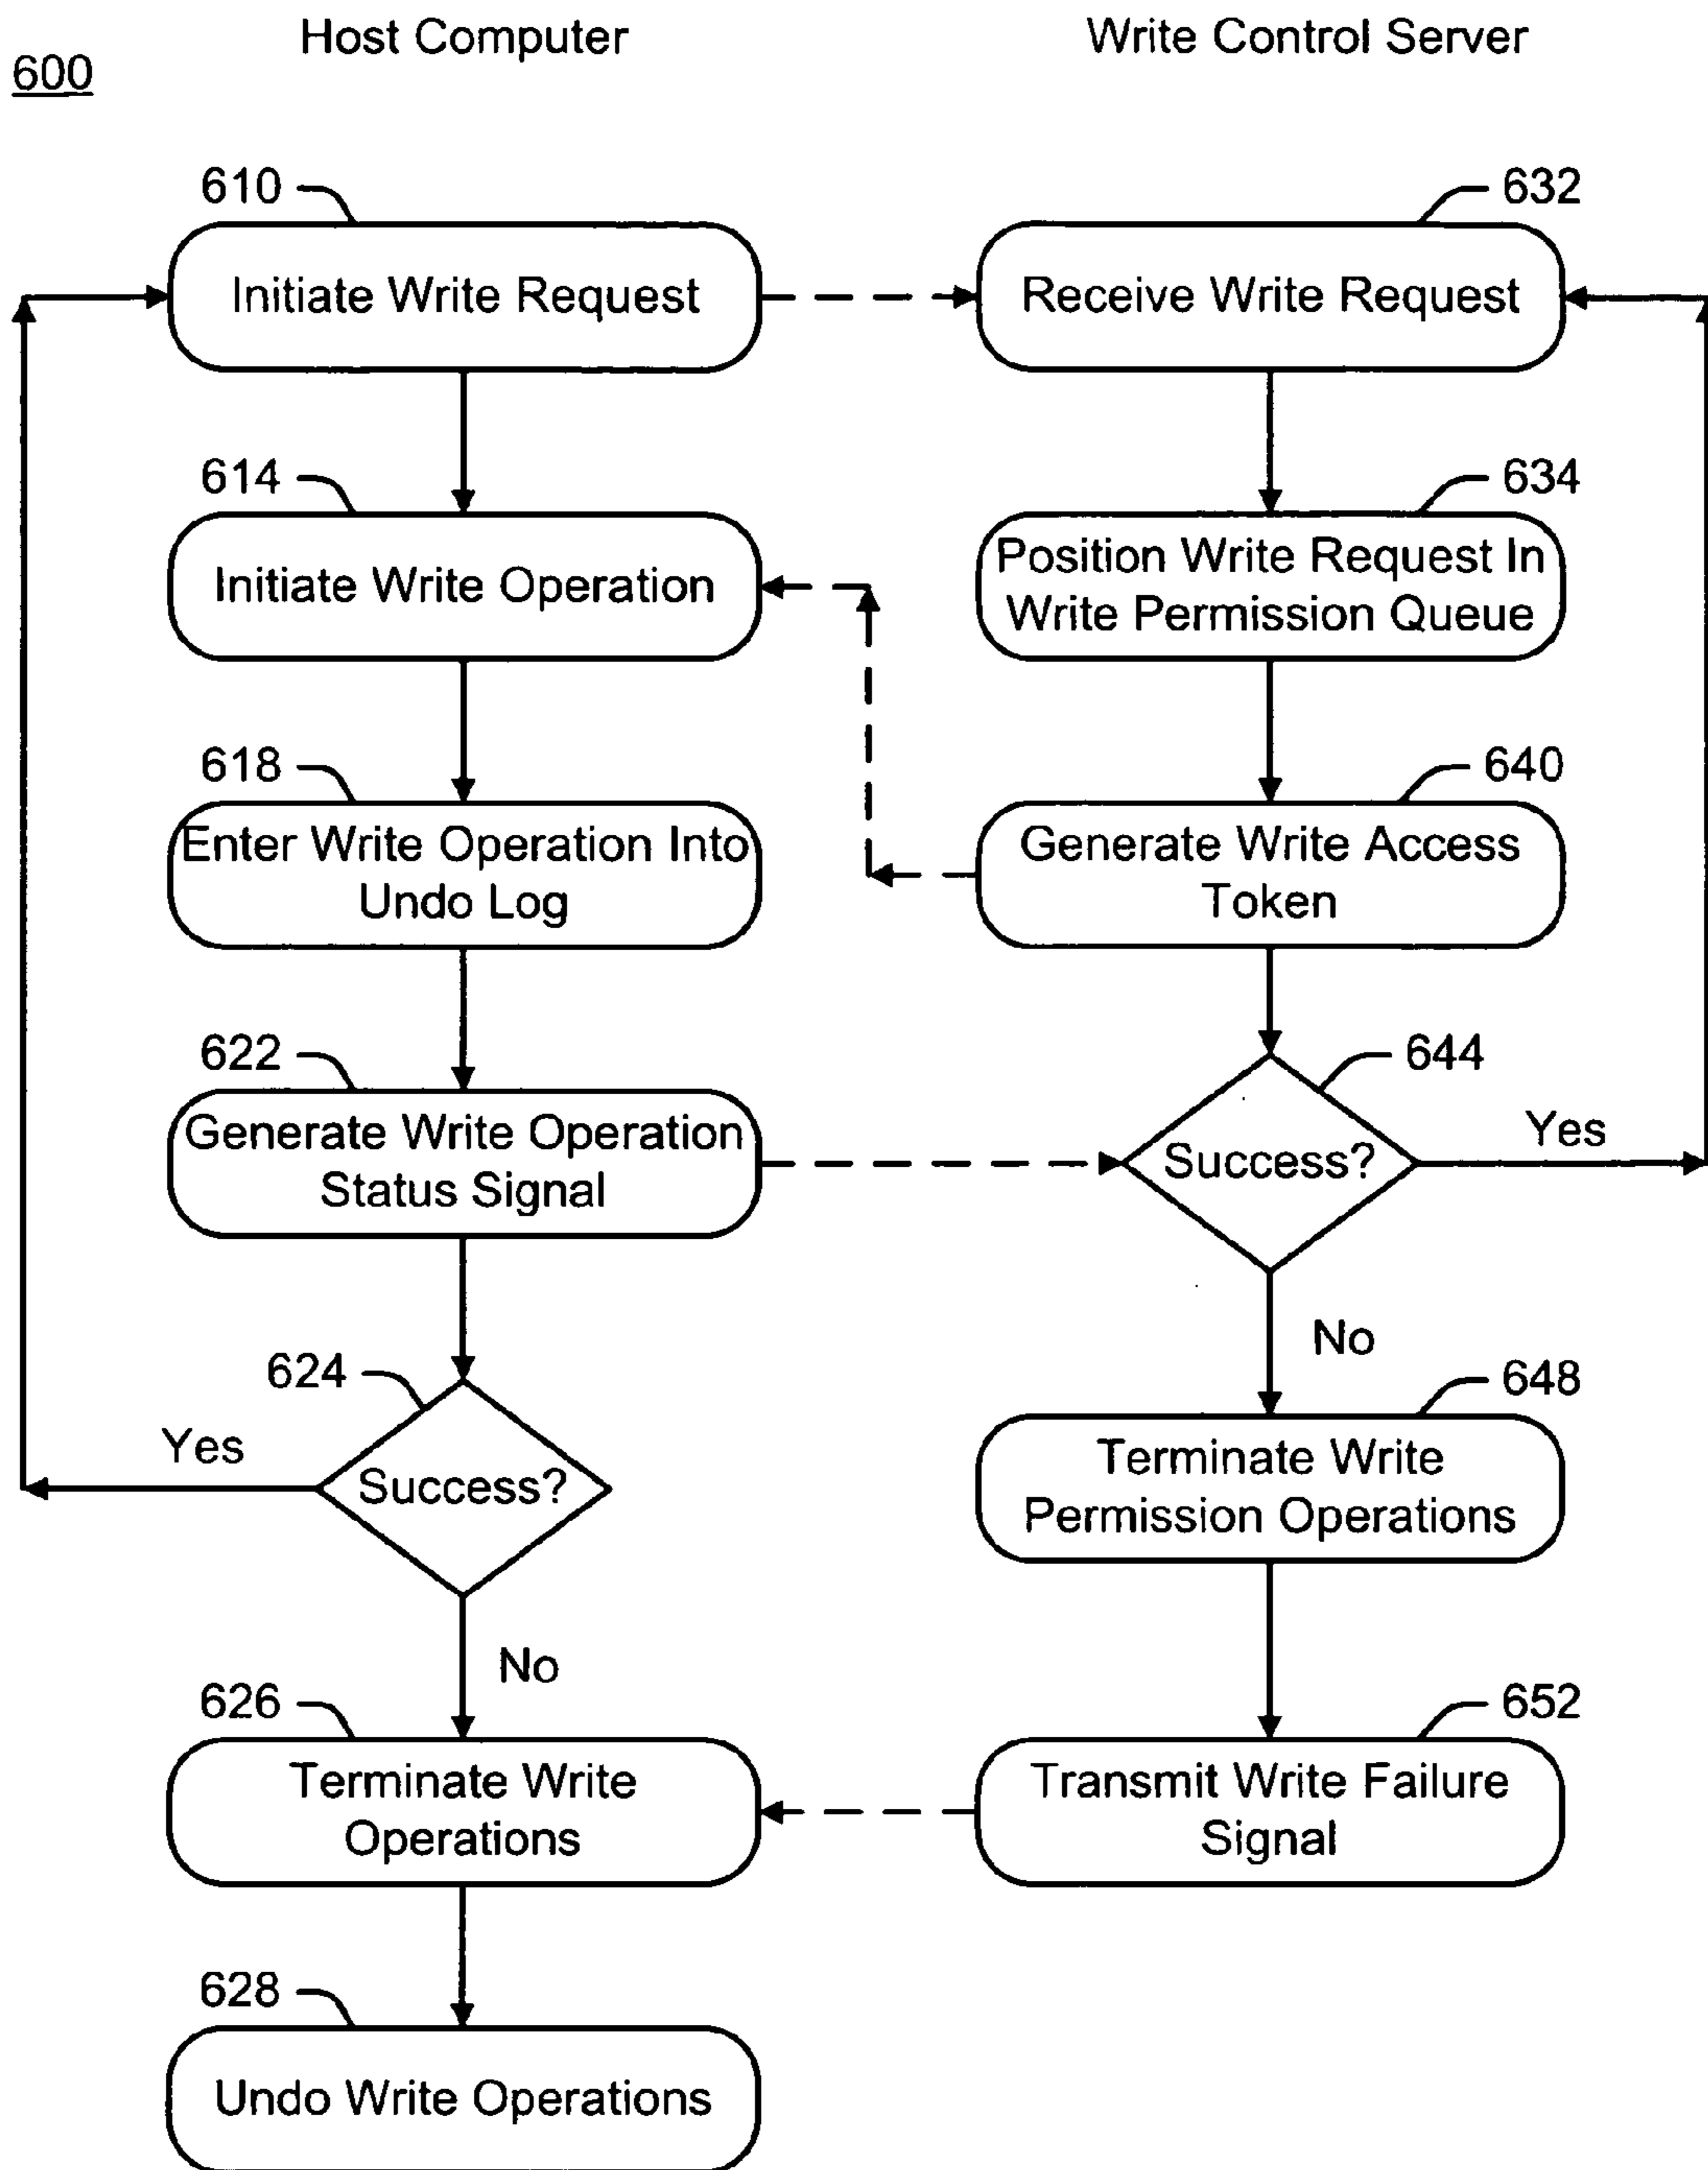 Host Computer
Write Control Server
600
610
632
Initiate Write Request
Receive Write Request
614
634
Initiate Write Operation
Position Write Request In
Write Permission Queue
618
640
Enter Write Operation Into
Undo Log
Generate Write Access
Token
622
644
Generate Write Operation
Status Signal
Success?
Yes
No
624
648
Yes
Success?
Terminate Write
Permission Operations
No
626
652
Terminate Write
Operations
Transmit Write Failure
Signal
628
Undo Write Operations